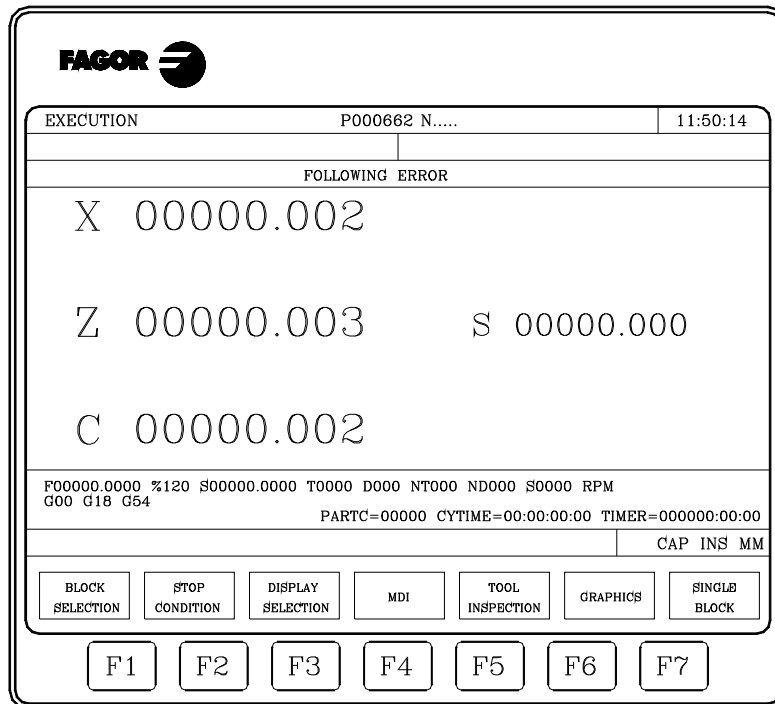 FAGOR
EXECUTION P000662 N..... 11:50:14
FOLLOWING ERROR
X 00000.002
Z 00000.003 S 00000.000
C 00000.002
F00000.0000 %120 S00000.0000 T0000 D000 NT000 ND000 S0000 RPM
G00 G18 G54
PARTC=00000 CYTIME=00:00:00:00 TIMER=000000:00:00
CAP INS MM
BLOCK SELECTION STOP CONDITION DISPLAY SELECTION MDI TOOL INSPECTION GRAPHICS SINGLE BLOCK
F1 F2 F3 F4 F5 F6 F7